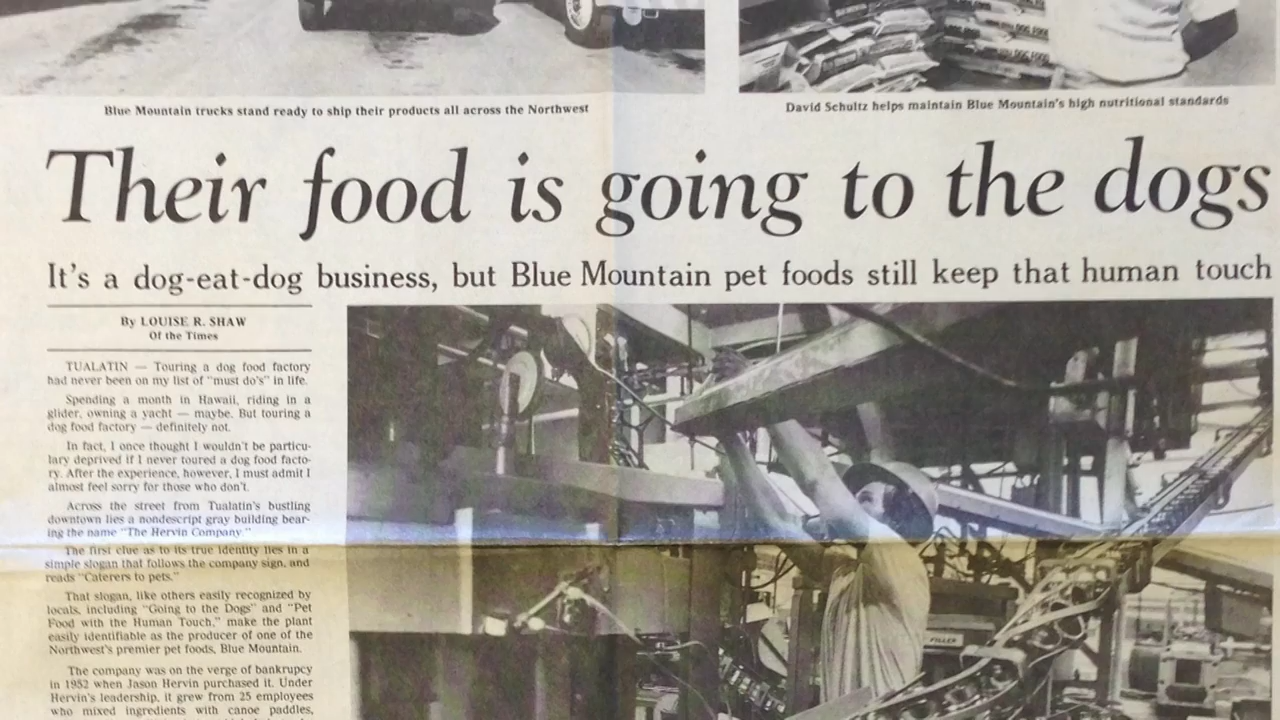 DOG FOOD
Blue Mountain trucks stand ready to ship their products all across the Northwest
David Schultz helps maintain Blue Mountain's high nutritional standards
Their food is going to the dogs
It's a dog-eat-dog business, but Blue Mountain pet foods still keep that human touch
By LOUISE R. SHAW
Of the Times
TUALATIN — Touring a dog food factory
had never been on my list of "must do's" in life.
Spending a month in Hawaii, riding in a
glider, owning a yacht — maybe. But touring a
dog food factory — definitely not.
In fact, I once thought I wouldn't be particu-
lary deprived if I never toured a dog food facto-
ry. After the experience, however, I must admit I
almost feel sorry for those who don't.
Across the street from Tualatin's bustling
downtown lies a nondescript gray building bear-
ing the name "The Hervin Company."
The first clue as to its true identity lies in a
simple slogan that follows the company sign, and
reads "Caterers to pets."
That slogan, like others easily recognized by
locals, including "Going to the Dogs" and "Pet
Food with the Human Touch," make the plant
easily identifiable as the producer of one of the
Northwest's premier pet foods, Blue Mountain.
The company was on the verge of bankrupcy
in 1952 when Jason Hervin purchased it. Under
Hervin's leadership, it grew from 25 employees
who mixed ingredients with canoe paddles,
FILLER